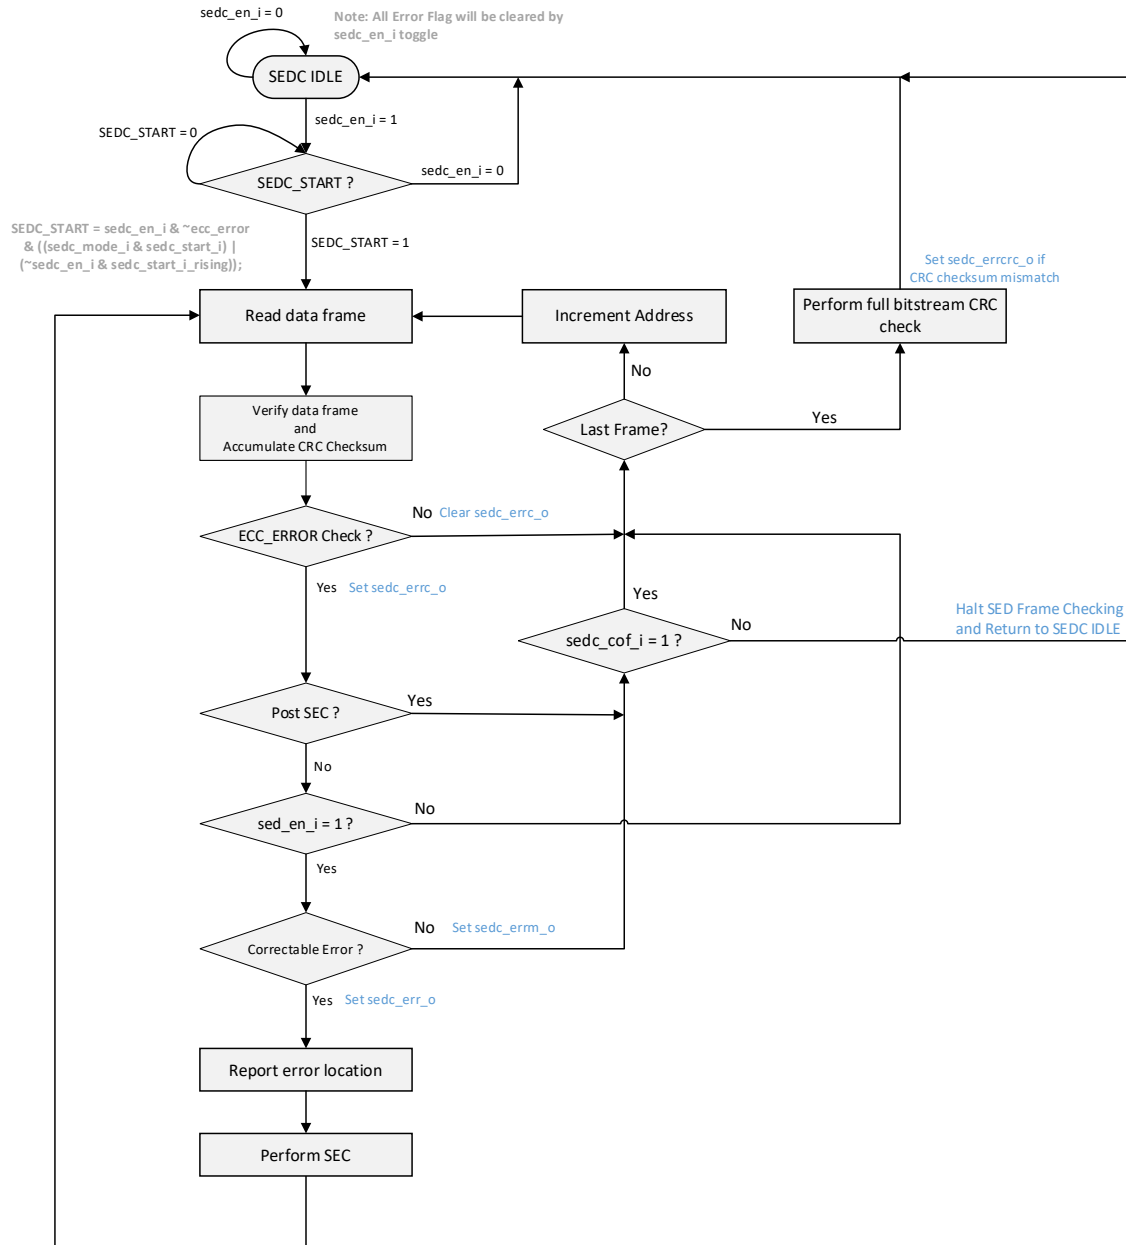 sedc_en_i = 0
Note: All Error Flag will be cleared by
sedc_en_i toggle
SEDC IDLE
sedc_en_i = 1
SEDC_START = 0
SEDC_START ?
sedc_en_i = 0
SEDC_START = sedc_en_i & ~ecc_error
& ((sedc_mode_i & sedc_start_i) |
(~sedc_en_i & sedc_start_i_rising));
SEDC_START = 1
Set sedc_errcrc_o if
CRC checksum mismatch
Read data frame
Increment Address
Perform full bitstream CRC
check
No
Verify data frame
and
Accumulate CRC Checksum
Last Frame?
Yes
ECC_ERROR Check ?
No Clear sedc_errc_o
Yes Set sedc_errc_o
Yes
sedc_cof_i = 1 ?
No
Halt SED Frame Checking
and Return to SEDC IDLE
Post SEC ?
Yes
No
sed_en_i = 1 ?
No
Yes
Correctable Error ?
No Set sedc_errm_o
Yes Set sedc_err_o
Report error location
Perform SEC